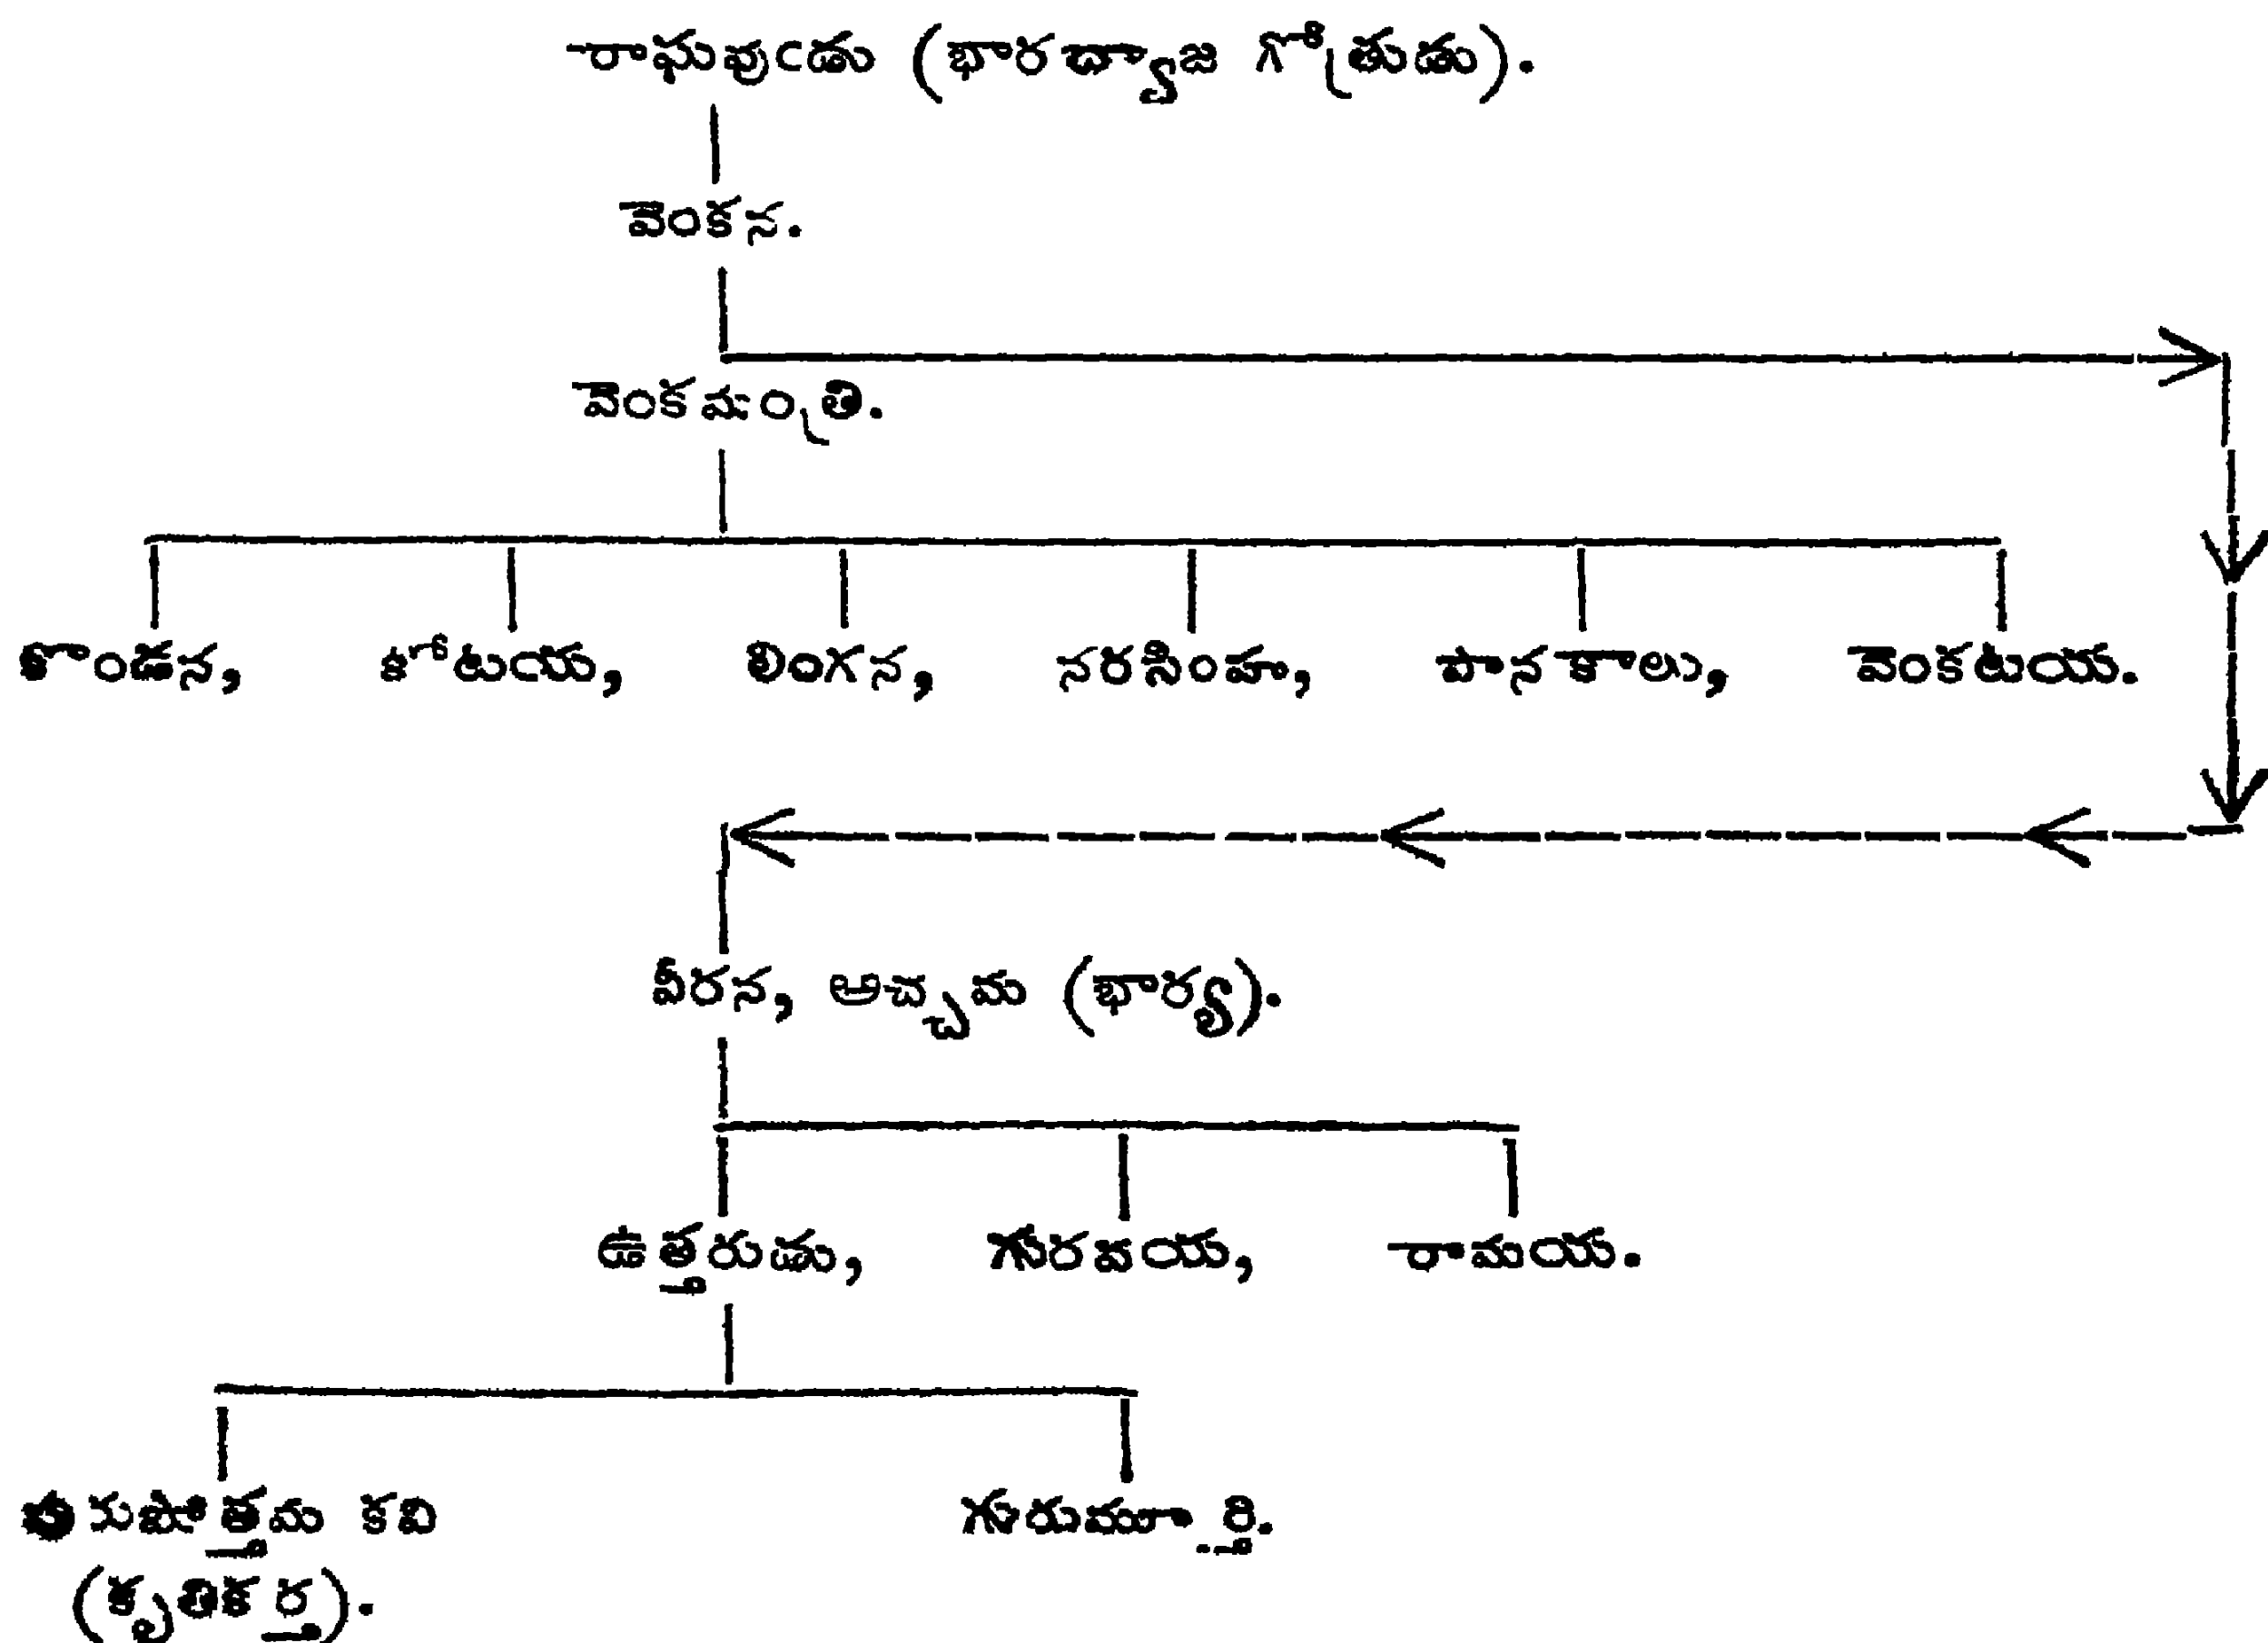 రాఘవుఁడు (భారద్వాజ గోత్రుడు).
వెంకన.
వెంకమంత్రి.
కొండన, కోటయ, లింగన, నరసింహ, పానకాలు, వెంకటయ.
వీరన, అచ్చమ (భార్య).
ఉత్తరుడు, గురవయ, రామయ.
పురుషోత్తమ కవి గురుమూర్తి.
(కృతికర్త).